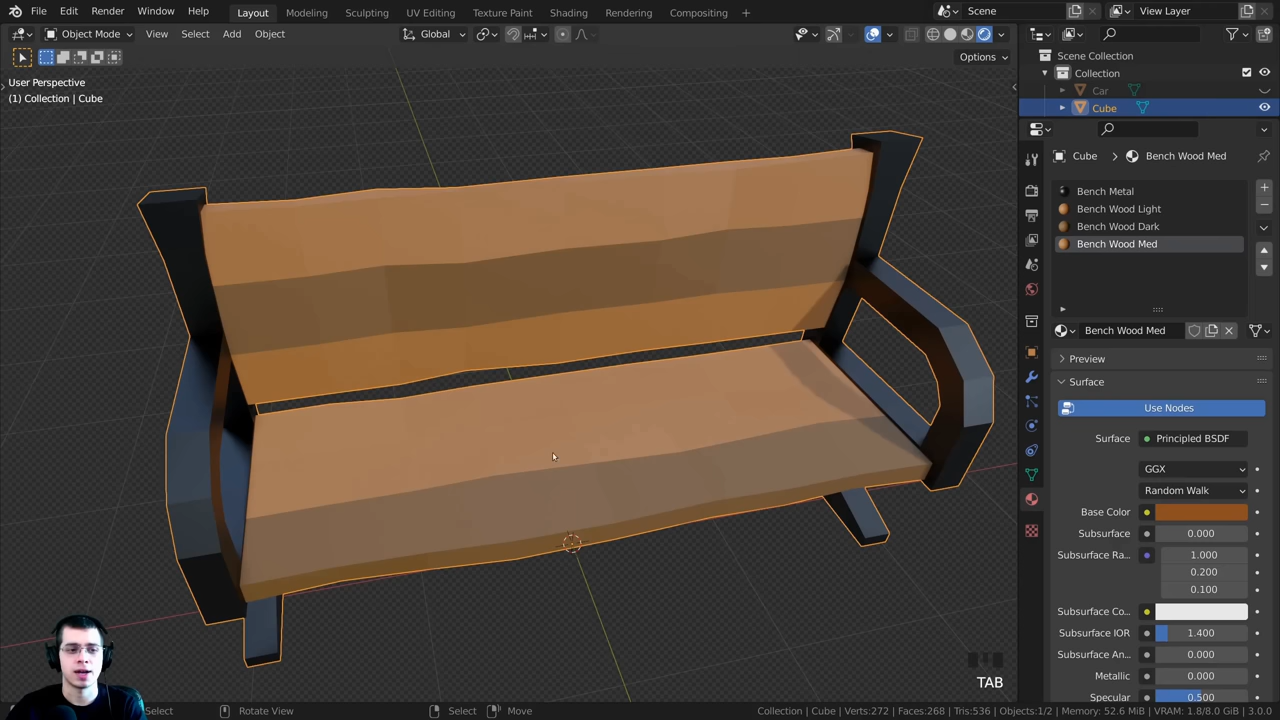 File Edit Render Window Help Layout Modeling Sculpting UV Editing Texture Paint Shading Rendering Compositing + Scene View Layer
Object Mode View Select Add Object Global
Options
User Perspective
(1) Collection | Cube
Scene Collection
Collection
Car
Cube
Cube > Bench Wood Med
Bench Metal
Bench Wood Light
Bench Wood Dark
Bench Wood Med
Bench Wood Med
Preview
Surface
Use Nodes
Surface Principled BSDF
GGX
Random Walk
Base Color
Subsurface 0.000
Subsurface Ra... 1.000
0.200
0.100
Subsurface Co...
Subsurface IOR 1.400
Subsurface An... 0.000
Metallic 0.000
Specular 0.500
TAB
Select Rotate View Select Move Collection | Cube | Verts:272 | Faces:268 | Tris:536 | Objects:1/2 | Memory: 52.6 MiB | VRAM: 1.8/8.0 GiB | 3.0.0